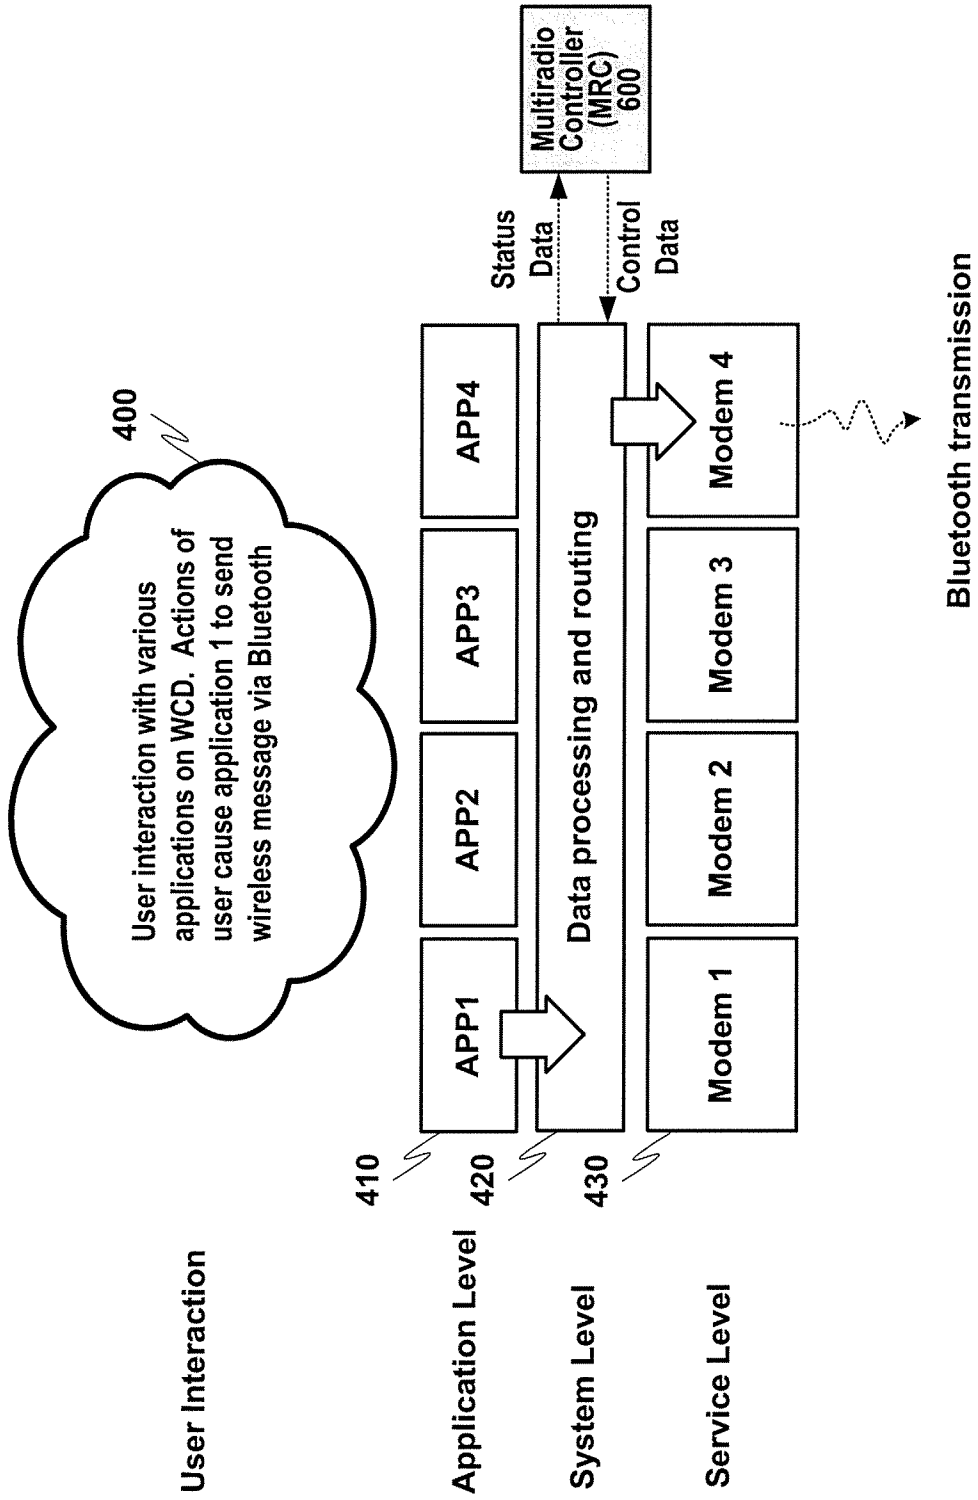 User Interaction
400
User interaction with various
applications on WCD. Actions of
user cause application 1 to send
wireless message via Bluetooth
Application Level
410
APP1
APP2
APP3
APP4
System Level
420
Data processing and routing
Status
Data
Control
Data
Multiradio
Controller
(MRC)
600
Service Level
430
Modem 1
Modem 2
Modem 3
Modem 4
Bluetooth transmission